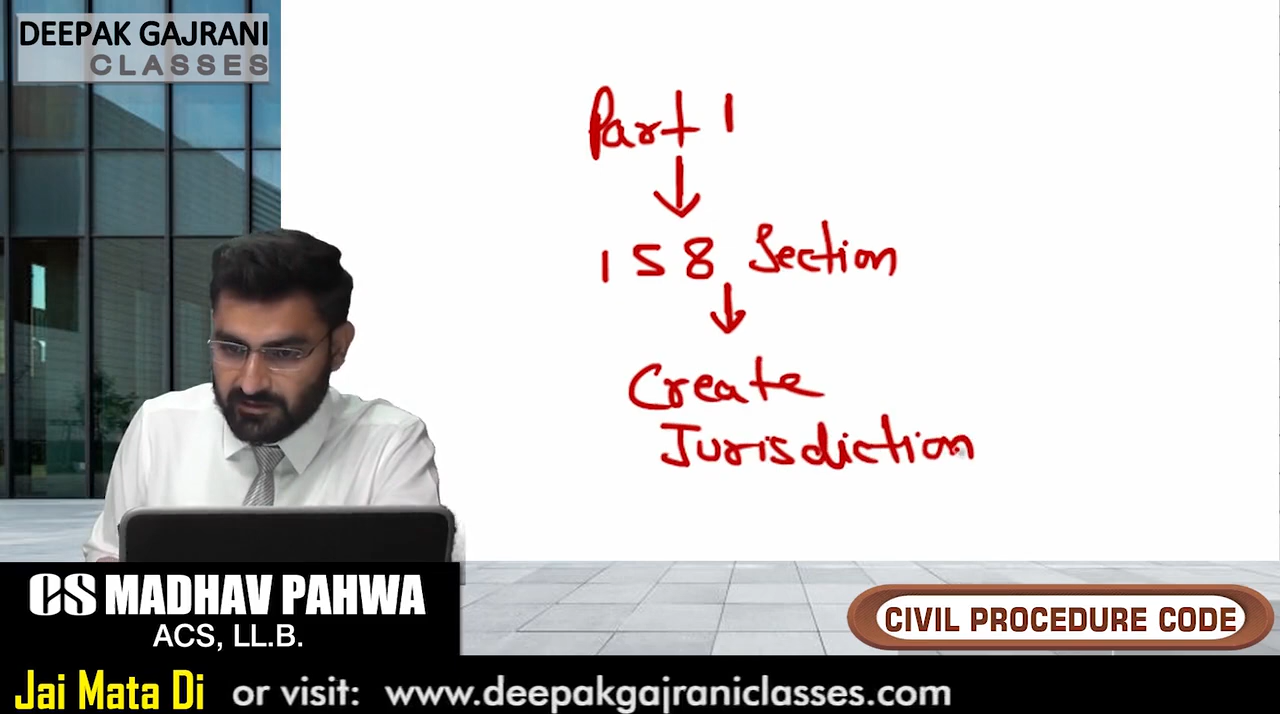 DEEPAK GAJRANI
CLASSES
Part 1
158 Section
Create
Jurisdiction
CS MADHAV PAHWA
ACS, LL.B.
CIVIL PROCEDURE CODE
Jai Mata Di or visit: www.deepakgajraniclasses.com